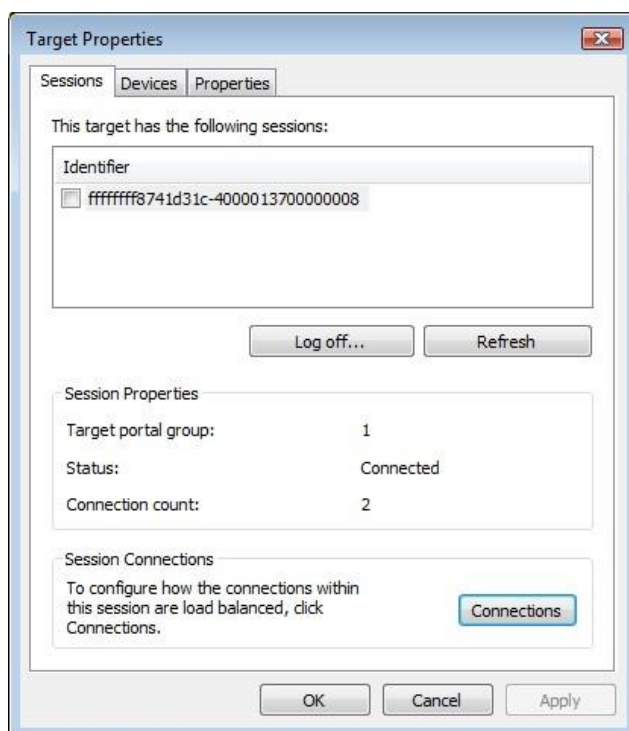 Target Properties
Sessions Devices Properties
This target has the following sessions:
Identifier
ffffffff8741d31c-4000013700000008
Log off... Refresh
Session Properties
Target portal group: 1
Status: Connected
Connection count: 2
Session Connections
To configure how the connections within
this session are load balanced, click
Connections.
Connections
OK Cancel Apply